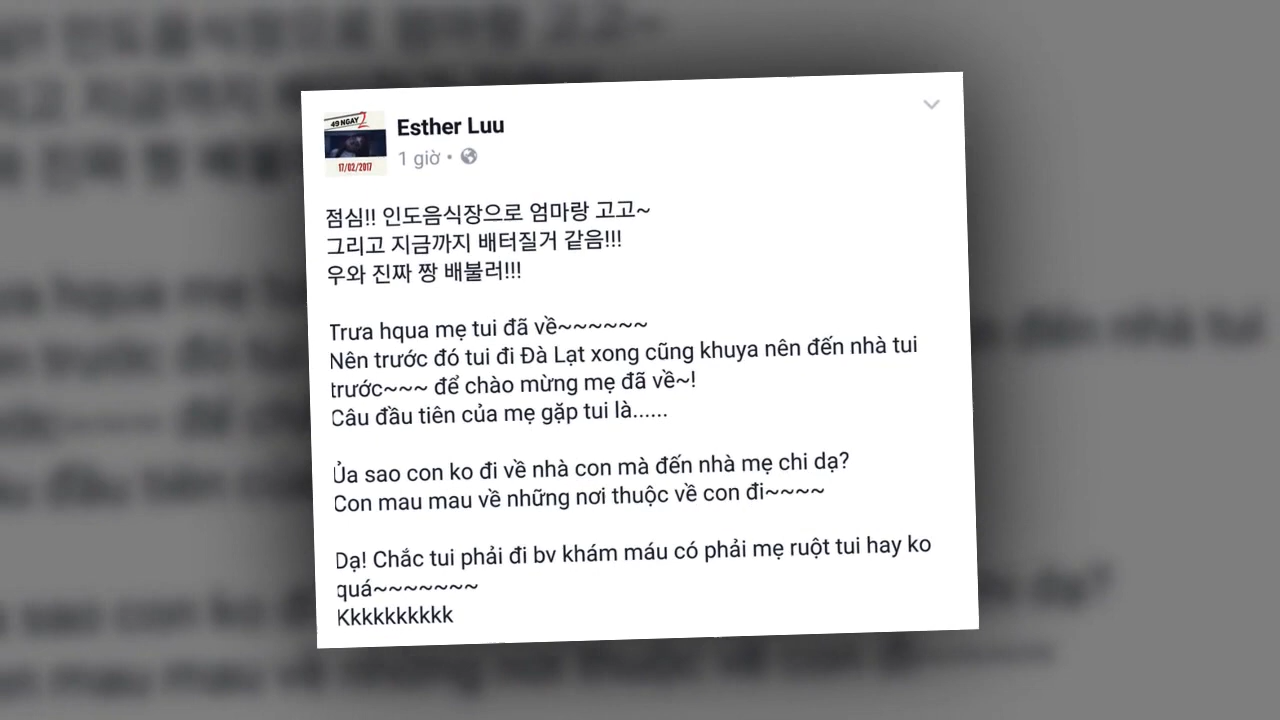 49 NGAY 2
17/02/2017
Esther Luu
1 giờ
점심!! 인도음식장으로 엄마랑 고고~
그리고 지금까지 배터질거 같음!!!
우와 진짜 짱 배불러!!!
Trưa hqua mẹ tui đã về~~~~~~
Nên trước đó tui đi Đà Lạt xong cũng khuya nên đến nhà tui
trước~~~ để chào mừng mẹ đã về~!
Câu đầu tiên của mẹ gặp tui là......
Ủa sao con ko đi về nhà con mà đến nhà mẹ chi dạ?
Con mau mau về những nơi thuộc về con đi~~~~
Dạ! Chắc tui phải đi bv khám máu có phải mẹ ruột tui hay ko
quá~~~~~~~
Kkkkkkkkkk